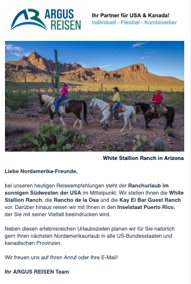 ARGUS
REISEN
Ihr Partner für USA & Kanada!
Individuell - Flexibel - Kombinierbar
White Stallion Ranch in Arizona
Liebe Nordamerika-Freunde,
bei unseren heutigen Reiseempfehlungen steht der Ranchurlaub im
sonnigen Südwesten der USA im Mittelpunkt. Wir stellen Ihnen die White
Stallion Ranch, die Rancho de la Osa und die Kay El Bar Guest Ranch
vor. Darüber hinaus reisen wir mit Ihnen in den Inselstaat Puerto Rico,
der Sie mit seiner Vielfalt beeindrucken wird.
Neben diesen erlebnisreichen Urlaubszielen planen wir für Sie natürlich
gern Ihren nächsten Nordamerikaurlaub in alle US-Bundesstaaten und
kanadischen Provinzen.
Wir freuen uns auf Ihren Anruf oder Ihre E-Mail!
Ihr ARGUS REISEN Team